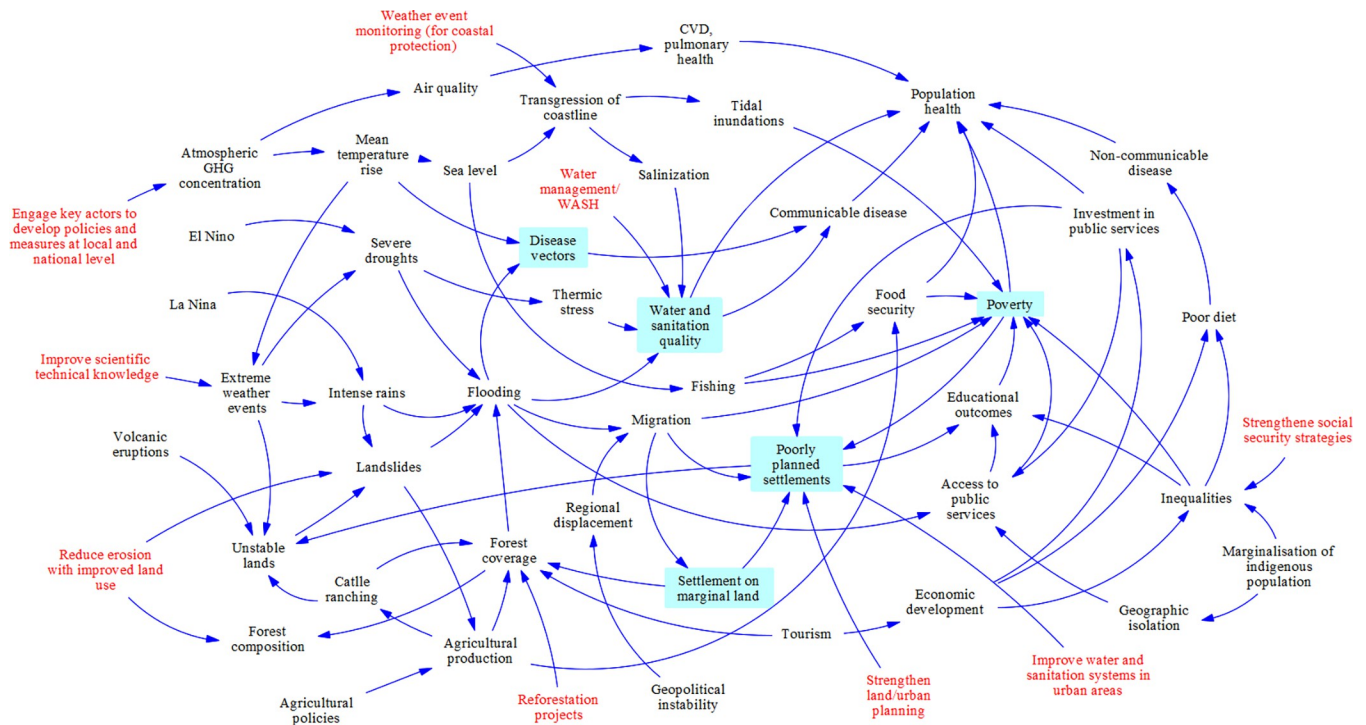 Weather event
monitoring (for coastal
protection)
CVD,
pulmonary
health
Air quality
Transgression of
coastline
Tidal
inundations
Population
health
Atmospheric
GHG
concentration
Mean
temperature
rise
Sea level
Salinization
Non-communicable
disease
Water
management/
WASH
Engage key actors to
develop policies and
measures at local and
national level
El Nino
Severe
droughts
Disease
vectors
Communicable disease
Investment in
public services
La Nina
Thermic
stress
Water and
sanitation
quality
Food
security
Poverty
Poor diet
Improve scientific
technical knowledge
Extreme
weather
events
Intense rains
Flooding
Fishing
Migration
Educational
outcomes
Strengthene social
security strategies
Volcanic
eruptions
Landslides
Poorly
planned
settlements
Access to
public
services
Inequalities
Regional
displacement
Reduce erosion
with improved land
use
Unstable
lands
Forest
coverage
Catlle
ranching
Settlement on
marginal land
Marginalisation of
indigenous
population
Economic
development
Geographic
isolation
Forest
composition
Agricultural
production
Tourism
Agricultural
policies
Reforestation
projects
Geopolitical
instability
Strengthen
land/urban
planning
Improve water and
sanitation systems in
urban areas